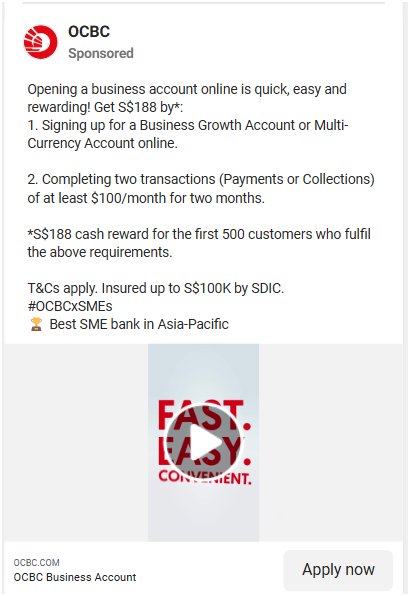 OCBC
Sponsored
Opening a business account online is quick, easy and
rewarding! Get S$188 by*:
1. Signing up for a Business Growth Account or Multi-
Currency Account online.
2. Completing two transactions (Payments or Collections)
of at least $100/month for two months.
*S$188 cash reward for the first 500 customers who fulfil
the above requirements.
T&Cs apply. Insured up to S$100K by SDIC.
#OCBCxSMEs
🏆 Best SME bank in Asia-Pacific
FAST.
EASY.
CONVENIENT.
OCBC.COM
OCBC Business Account
Apply now